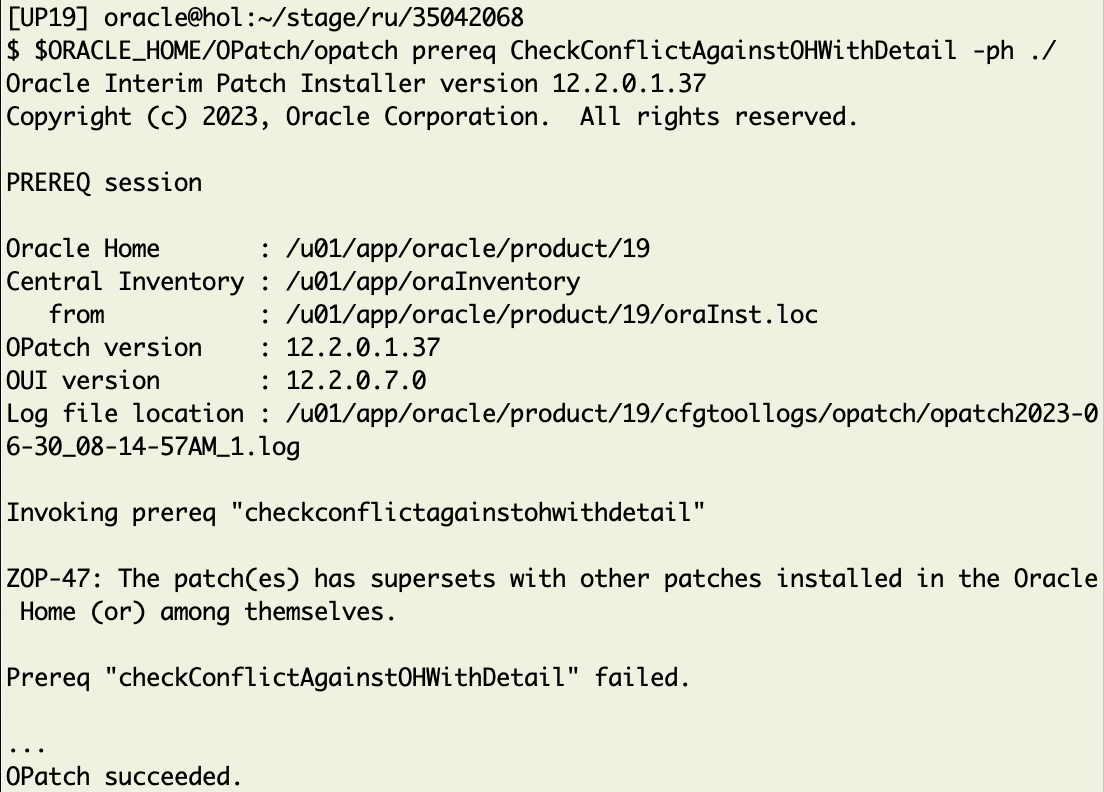 [UP19] oracle@hol:~/stage/ru/35042068
$ $ORACLE_HOME/OPatch/opatch prereq CheckConflictAgainstOHWithDetail -ph ./
Oracle Interim Patch Installer version 12.2.0.1.37
Copyright (c) 2023, Oracle Corporation.  All rights reserved.

PREREQ session

Oracle Home       : /u01/app/oracle/product/19
Central Inventory : /u01/app/oraInventory
   from           : /u01/app/oracle/product/19/oraInst.loc
OPatch version    : 12.2.0.1.37
OUI version       : 12.2.0.7.0
Log file location : /u01/app/oracle/product/19/cfgtoollogs/opatch/opatch2023-0
6-30_08-14-57AM_1.log

Invoking prereq "checkconflictagainstohwithdetail"

ZOP-47: The patch(es) has supersets with other patches installed in the Oracle
 Home (or) among themselves.

Prereq "checkConflictAgainstOHWithDetail" failed.

...
OPatch succeeded.